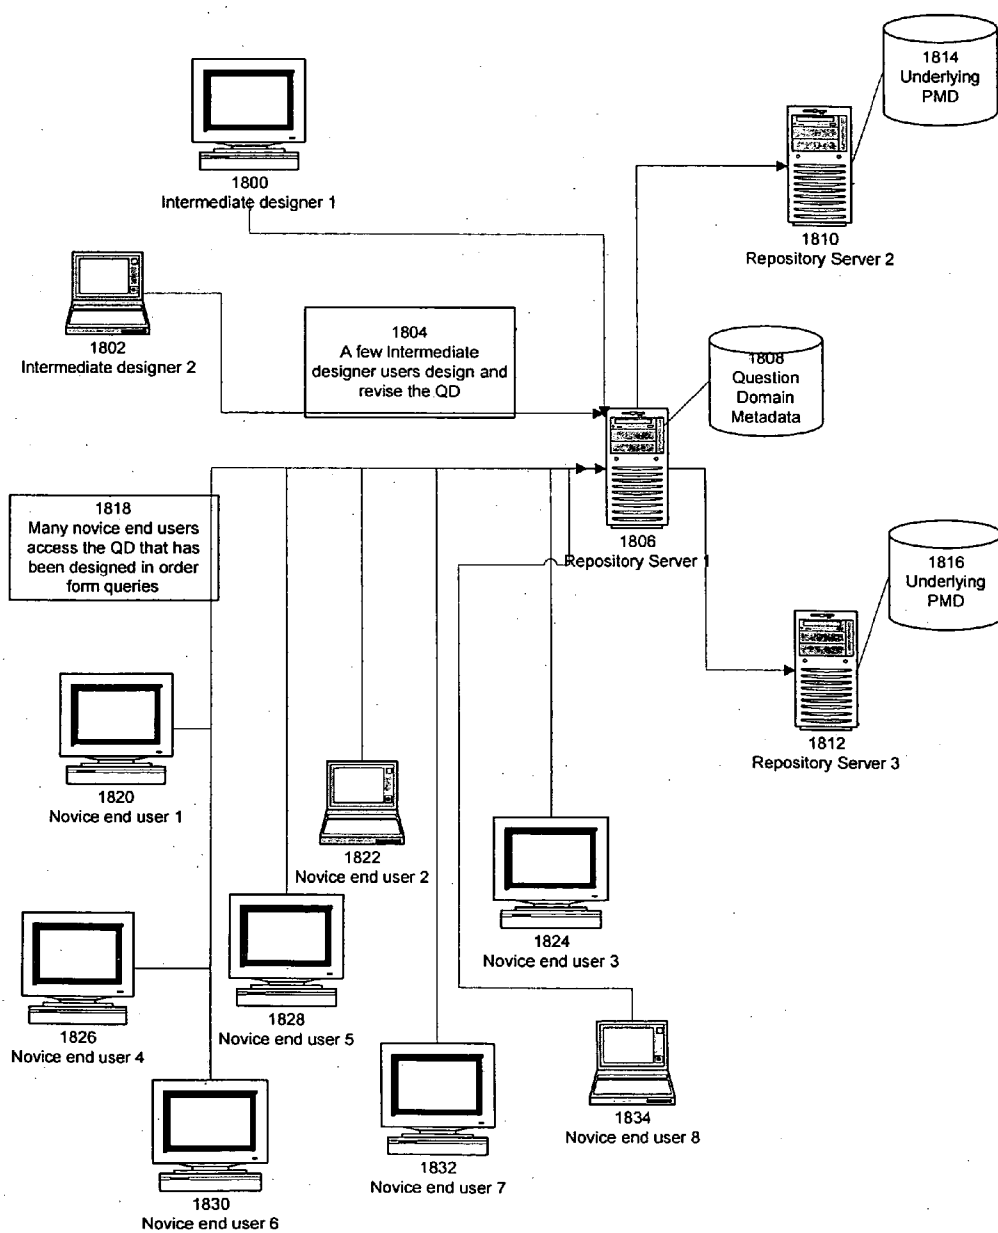 1814
Underlying
PMD
1800
Intermediate designer 1
1810
Repository Server 2
1802
Intermediate designer 2
1804
A few Intermediate
designer users design and
revise the QD
1808
Question
Domain
Metadata
1818
Many novice end users
access the QD that has
been designed in order
form queries
1806
Repository Server 1
1816
Underlying
PMD
1812
Repository Server 3
1820
Novice end user 1
1822
Novice end user 2
1824
Novice end user 3
1826
Novice end user 4
1828
Novice end user 5
1834
Novice end user 8
1832
Novice end user 7
1830
Novice end user 6